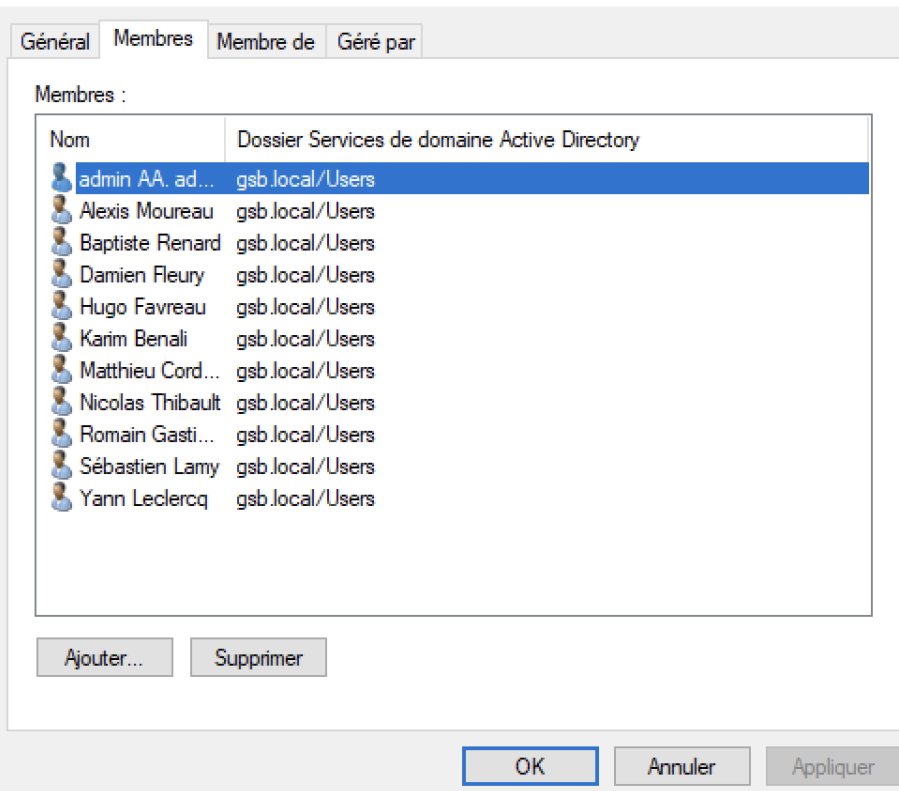 Général Membres Membre de Géré par
Membres :
Nom Dossier Services de domaine Active Directory
admin AA. ad... gsb.local/Users
Alexis Moureau gsb.local/Users
Baptiste Renard gsb.local/Users
Damien Fleury gsb.local/Users
Hugo Favreau gsb.local/Users
Karim Benali gsb.local/Users
Matthieu Cord... gsb.local/Users
Nicolas Thibault gsb.local/Users
Romain Gasti... gsb.local/Users
Sébastien Lamy gsb.local/Users
Yann Leclercq gsb.local/Users
Ajouter... Supprimer
OK Annuler Appliquer